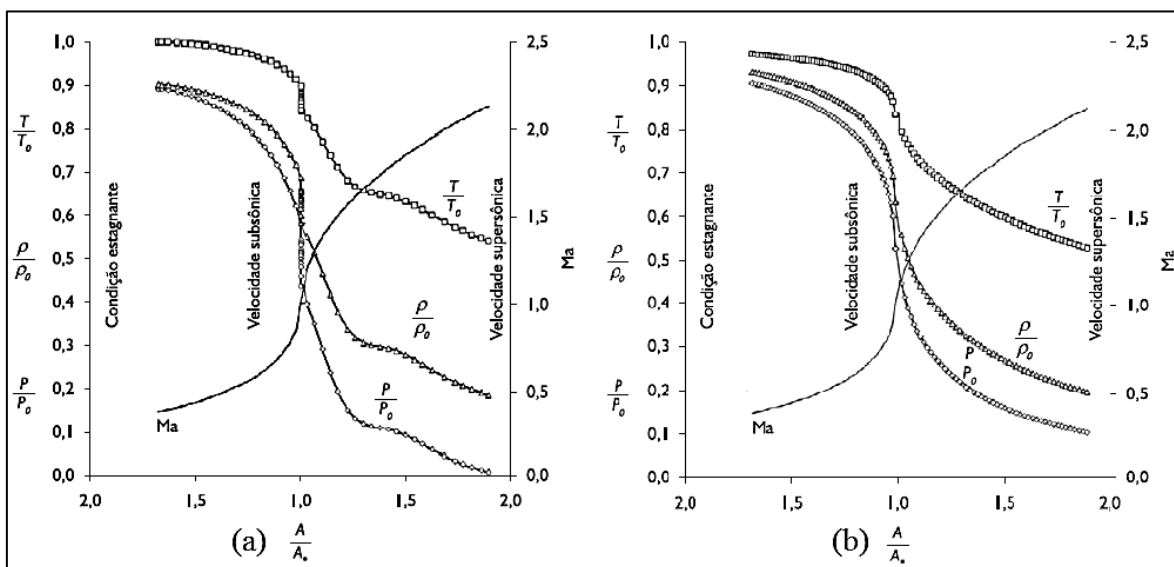 1,0
0,9
0,8
0,7
0,6
0,5
0,4
0,3
0,2
0,1
0,0
T
T₀
ρ
ρ₀
P
P₀
Condição estagnante
Velocidade subsônica
Velocidade supersônica
T
T₀
ρ
ρ₀
P
P₀
Ma
2,5
2,0
1,5
1,0
0,5
0,0
Ma
2,0 1,5 1,0 1,5 2,0
(a)
A
A*
1,0
0,9
0,8
0,7
0,6
0,5
0,4
0,3
0,2
0,1
0,0
T
T₀
ρ
ρ₀
P
P₀
Condição estagnante
Velocidade subsônica
Velocidade supersônica
T
T₀
ρ
ρ₀
P
P₀
Ma
2,5
2,0
1,5
1,0
0,5
0,0
Ma
2,0 1,5 1,0 1,5 2,0
(b)
A
A*